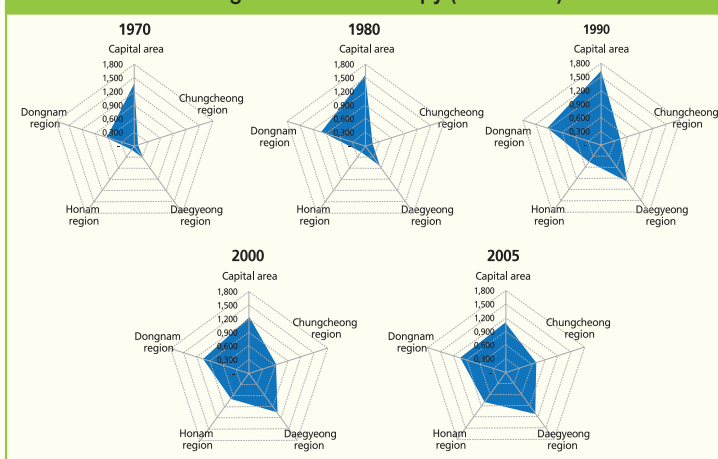 1970
Capital area
1,800
1,500
1,200
0,900
0,600
0,300
-
Chungcheong
region
Dongnam
region
Honam
region
Daegyeong
region
1980
Capital area
1,800
1,500
1,200
0,900
0,600
0,300
-
Chungcheong
region
Dongnam
region
Honam
region
Daegyeong
region
1990
Capital area
1,800
1,500
1,200
0,900
0,600
0,300
-
Chungcheong
region
Dongnam
region
Honam
region
Daegyeong
region
2000
Capital area
1,800
1,500
1,200
0,900
0,600
0,300
-
Chungcheong
region
Dongnam
region
Honam
region
Daegyeong
region
2005
Capital area
1,800
1,500
1,200
0,900
0,600
0,300
-
Chungcheong
region
Dongnam
region
Honam
region
Daegyeong
region